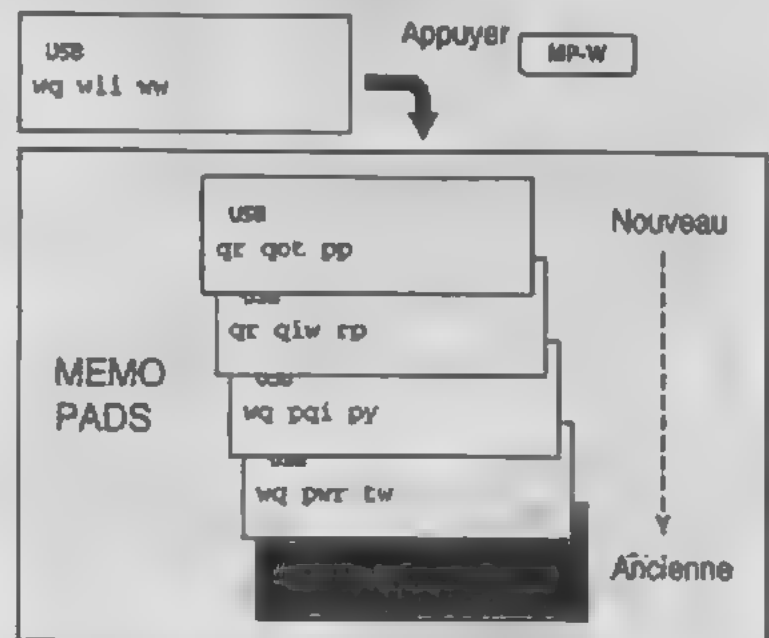 Appuyer MP-W
USB
wq wii ww
USB
qr qot pp
Nouveau
qr qiw rp
MEMO
PADS
wq pqi py
wq pwr tw
Ancienne